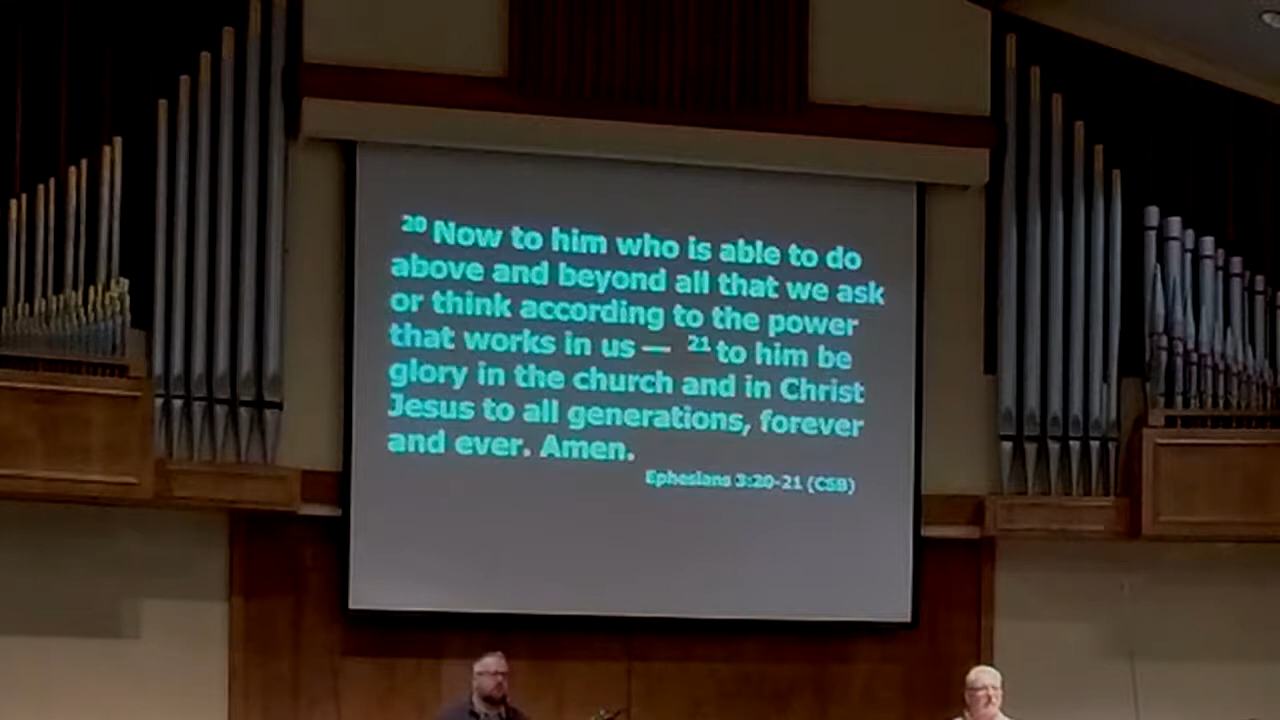 20 Now to him who is able to do
above and beyond all that we ask
or think according to the power
that works in us — 21 to him be
glory in the church and in Christ
Jesus to all generations, forever
and ever. Amen.
Ephesians 3:20-21 (CSB)